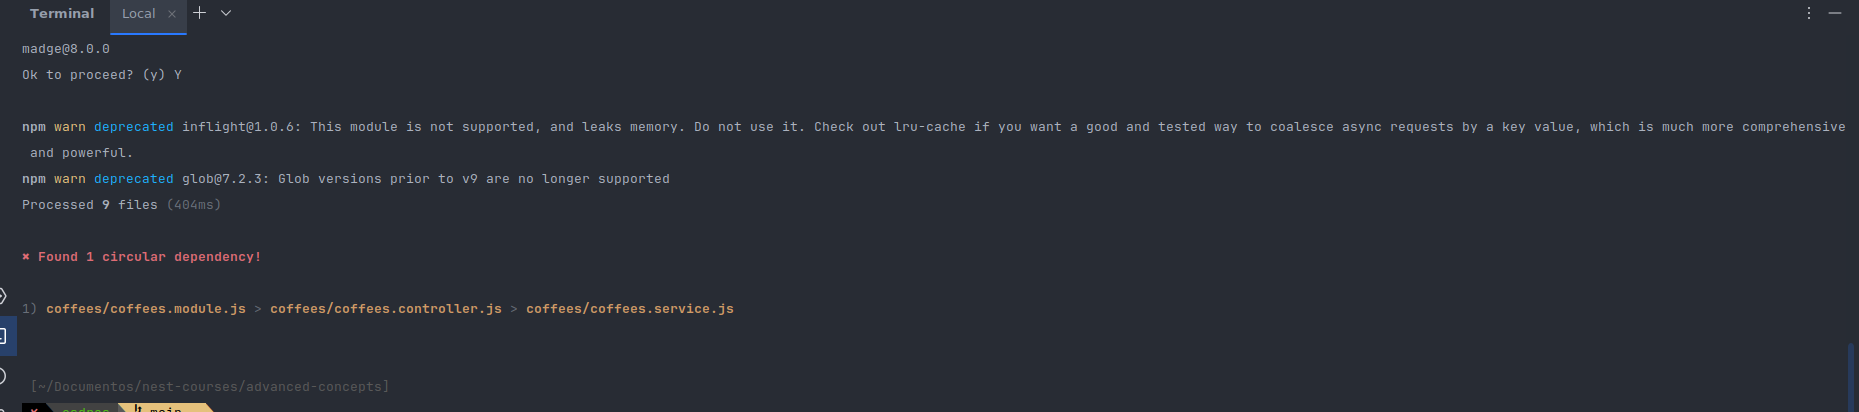 Terminal Local × +
madge@8.0.0
Ok to proceed? (y) Y
npm warn deprecated inflight@1.0.6: This module is not supported, and leaks memory. Do not use it. Check out lru-cache if you want a good and tested way to coalesce async requests by a key value, which is much more comprehensive
and powerful.
npm warn deprecated glob@7.2.3: Glob versions prior to v9 are no longer supported
Processed 9 files (404ms)
✖ Found 1 circular dependency!
1) coffees/coffees.module.js > coffees/coffees.controller.js > coffees/coffees.service.js
[~/Documentos/nest-courses/advanced-concepts]
main